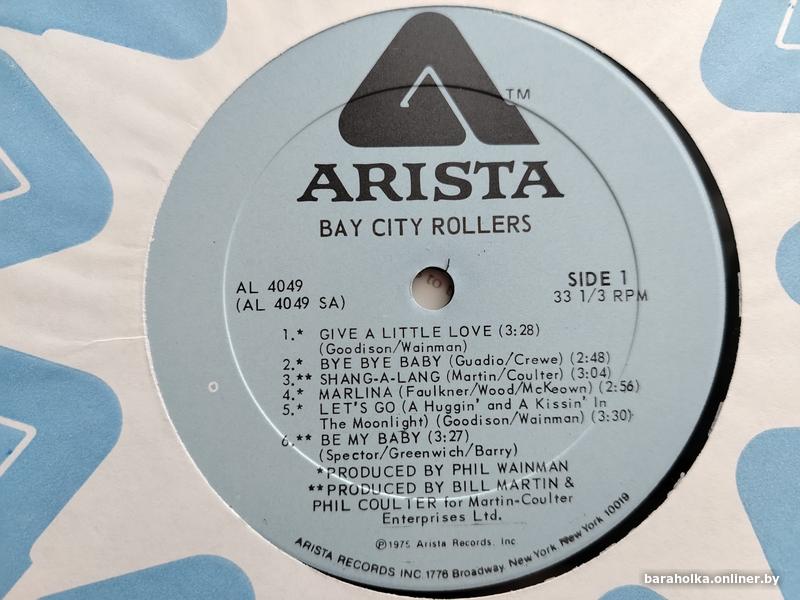 TM
ARISTA
BAY CITY ROLLERS
AL 4049
(AL 4049 SA)
SIDE 1
33 1/3 RPM
1.* GIVE A LITTLE LOVE (3:28)
(Goodison/Wainman)
2.* BYE BYE BABY (Guadio/Crewe) (2:48)
3.** SHANG-A-LANG (Martin/Coulter) (3:04)
4.* MARLINA (Faulkner/Wood/McKeown) (2:56)
5.* LET'S GO (A Huggin' and A Kissin' In
The Moonlight) (Goodison/Wainman) (3:30)
6.** BE MY BABY (3:27)
(Spector/Greenwich/Barry)
*PRODUCED BY PHIL WAINMAN
**PRODUCED BY BILL MARTIN &
PHIL COULTER for Martin-Coulter
Enterprises Ltd.
℗1975 Arista Records, Inc.
ARISTA RECORDS INC 1776 Broadway, New York, New York 10019
baraholka.onliner.by